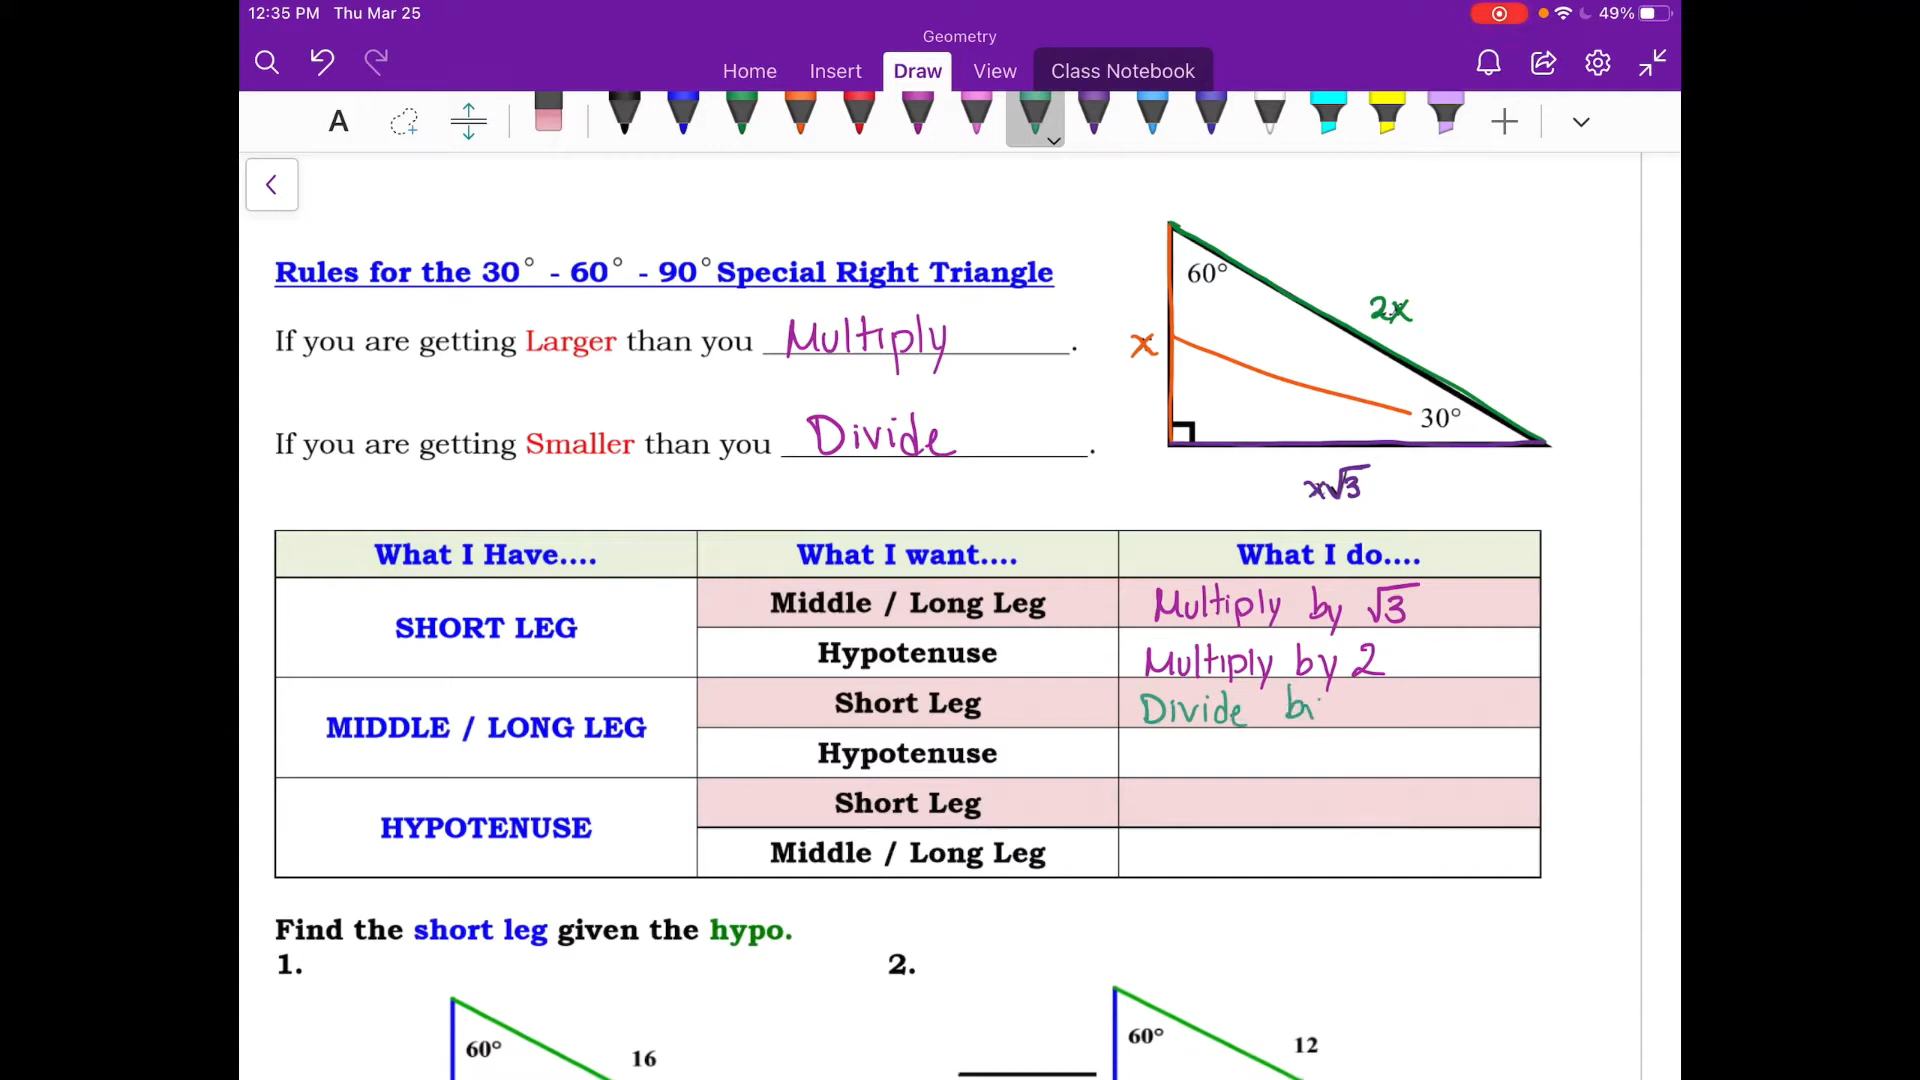 12:35 PM Thu Mar 25
49%
Geometry
Home Insert Draw View Class Notebook
A
Rules for the 30° - 60° - 90° Special Right Triangle
If you are getting Larger than you Multiply.
If you are getting Smaller than you Divide.
60°
2x
x
30°
x√3
What I Have.... What I want.... What I do....
SHORT LEG
Middle / Long Leg Multiply by √3
Hypotenuse Multiply by 2
MIDDLE / LONG LEG
Short Leg Divide b
Hypotenuse
HYPOTENUSE
Short Leg
Middle / Long Leg
Find the short leg given the hypo.
1. 2.
60° 16
60° 12